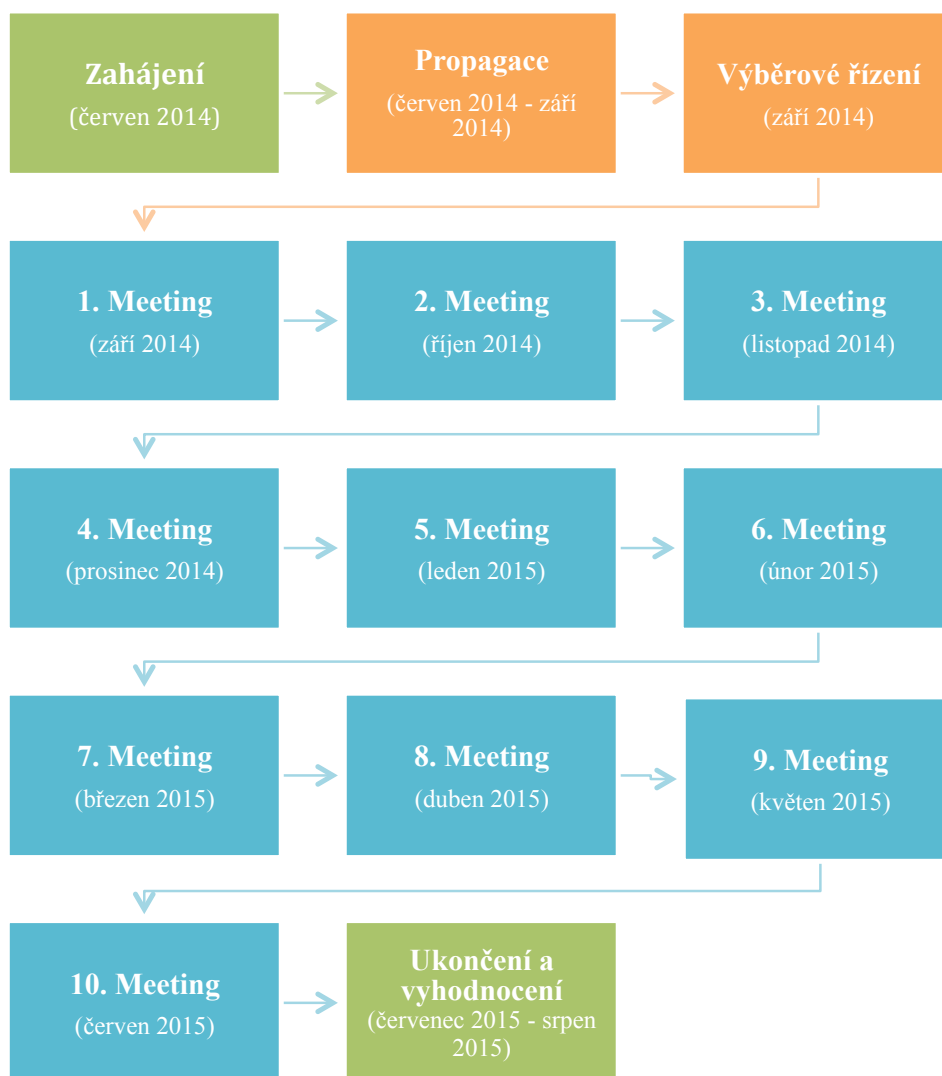 Zahájení
(červen 2014)
Propagace
(červen 2014 - září
2014)
Výběrové řízení
(září 2014)
1. Meeting
(září 2014)
2. Meeting
(říjen 2014)
3. Meeting
(listopad 2014)
4. Meeting
(prosinec 2014)
5. Meeting
(leden 2015)
6. Meeting
(únor 2015)
7. Meeting
(březen 2015)
8. Meeting
(duben 2015)
9. Meeting
(květen 2015)
10. Meeting
(červen 2015)
Ukončení a
vyhodnocení
(červenec 2015 - srpen
2015)